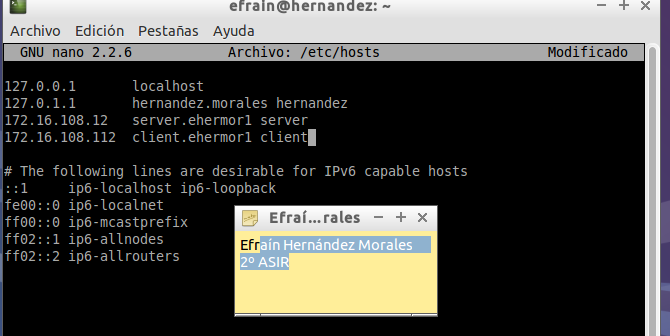 efrain@hernandez: ~
Archivo Edición Pestañas Ayuda
GNU nano 2.2.6 Archivo: /etc/hosts Modificado
127.0.0.1 localhost
127.0.1.1 hernandez.morales hernandez
172.16.108.12 server.ehermor1 server
172.16.108.112 client.ehermor1 client
# The following lines are desirable for IPv6 capable hosts
::1 ip6-localhost ip6-loopback
fe00::0 ip6-localnet
ff00::0 ip6-mcastprefix
ff02::1 ip6-allnodes
ff02::2 ip6-allrouters
Efraí...rales
Efraín Hernández Morales
2º ASIR